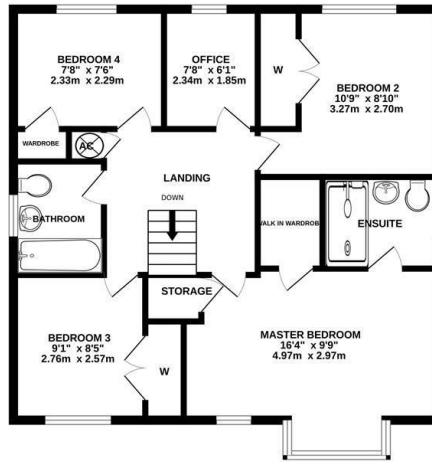 BEDROOM 4
7'8" x 7'6"
2.33m x 2.29m
OFFICE
7'8" x 6'1"
2.34m x 1.85m
W
BEDROOM 2
10'9" x 8'10"
3.27m x 2.70m
WARDROBE
AC
LANDING
DOWN
BATHROOM
WALK IN WARDROBE
ENSUITE
STORAGE
BEDROOM 3
9'1" x 8'5"
2.76m x 2.57m
W
MASTER BEDROOM
16'4" x 9'9"
4.97m x 2.97m